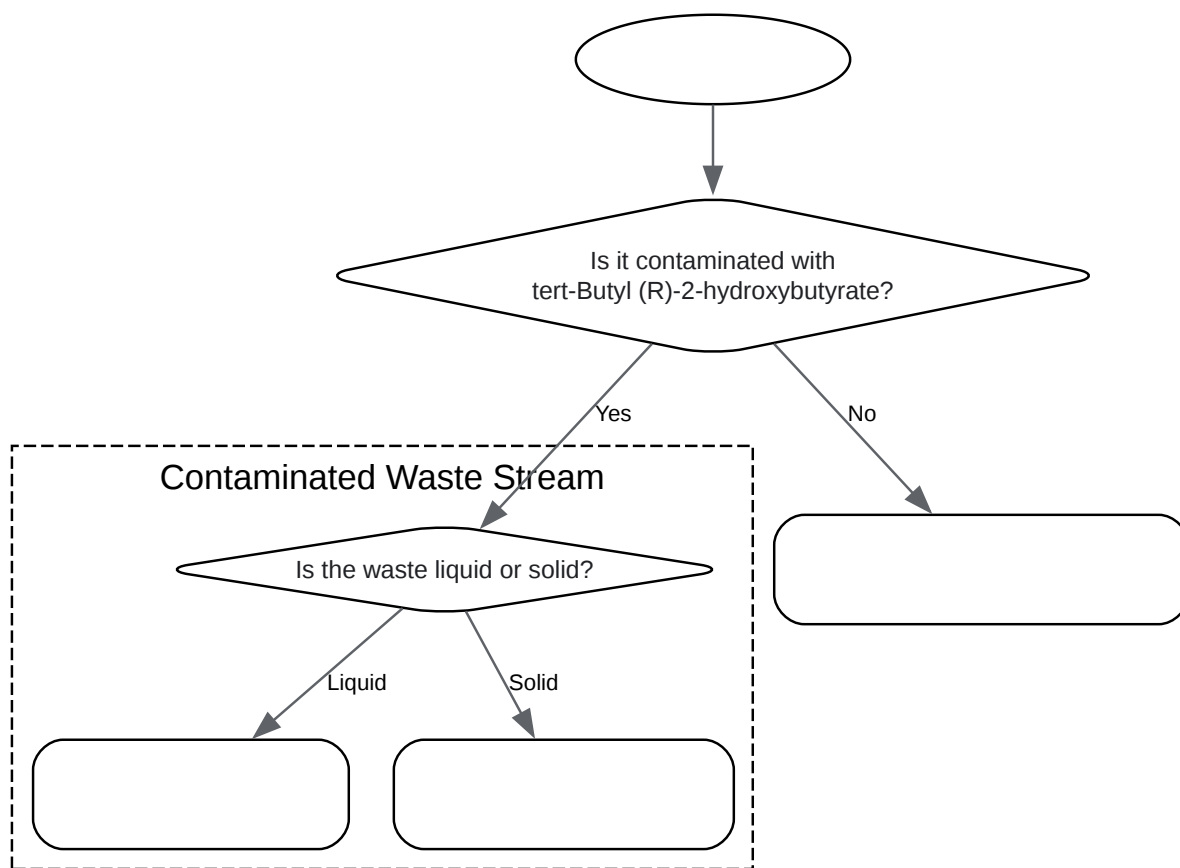 Is it contaminated with
tert-Butyl (R)-2-hydroxybutyrate?
Yes
No
Contaminated Waste Stream
Is the waste liquid or solid?
Liquid
Solid